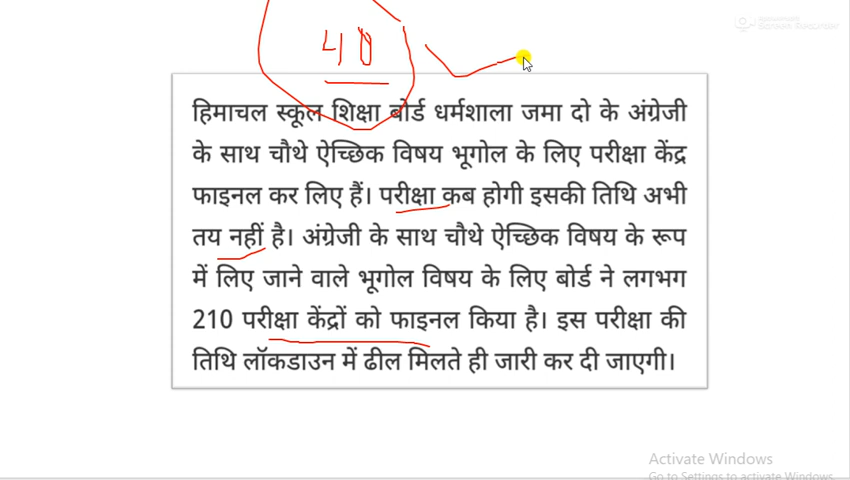 40
हिमाचल स्कूल शिक्षा बोर्ड धर्मशाला जमा दो के अंग्रेजी
के साथ चौथे ऐच्छिक विषय भूगोल के लिए परीक्षा केंद्र
फाइनल कर लिए हैं। परीक्षा कब होगी इसकी तिथि अभी
तय नहीं है। अंग्रेजी के साथ चौथे ऐच्छिक विषय के रूप
में लिए जाने वाले भूगोल विषय के लिए बोर्ड ने लगभग
210 परीक्षा केंद्रों को फाइनल किया है। इस परीक्षा की
तिथि लॉकडाउन में ढील मिलते ही जारी कर दी जाएगी।
Activate Windows
Go to Settings to activate Windows